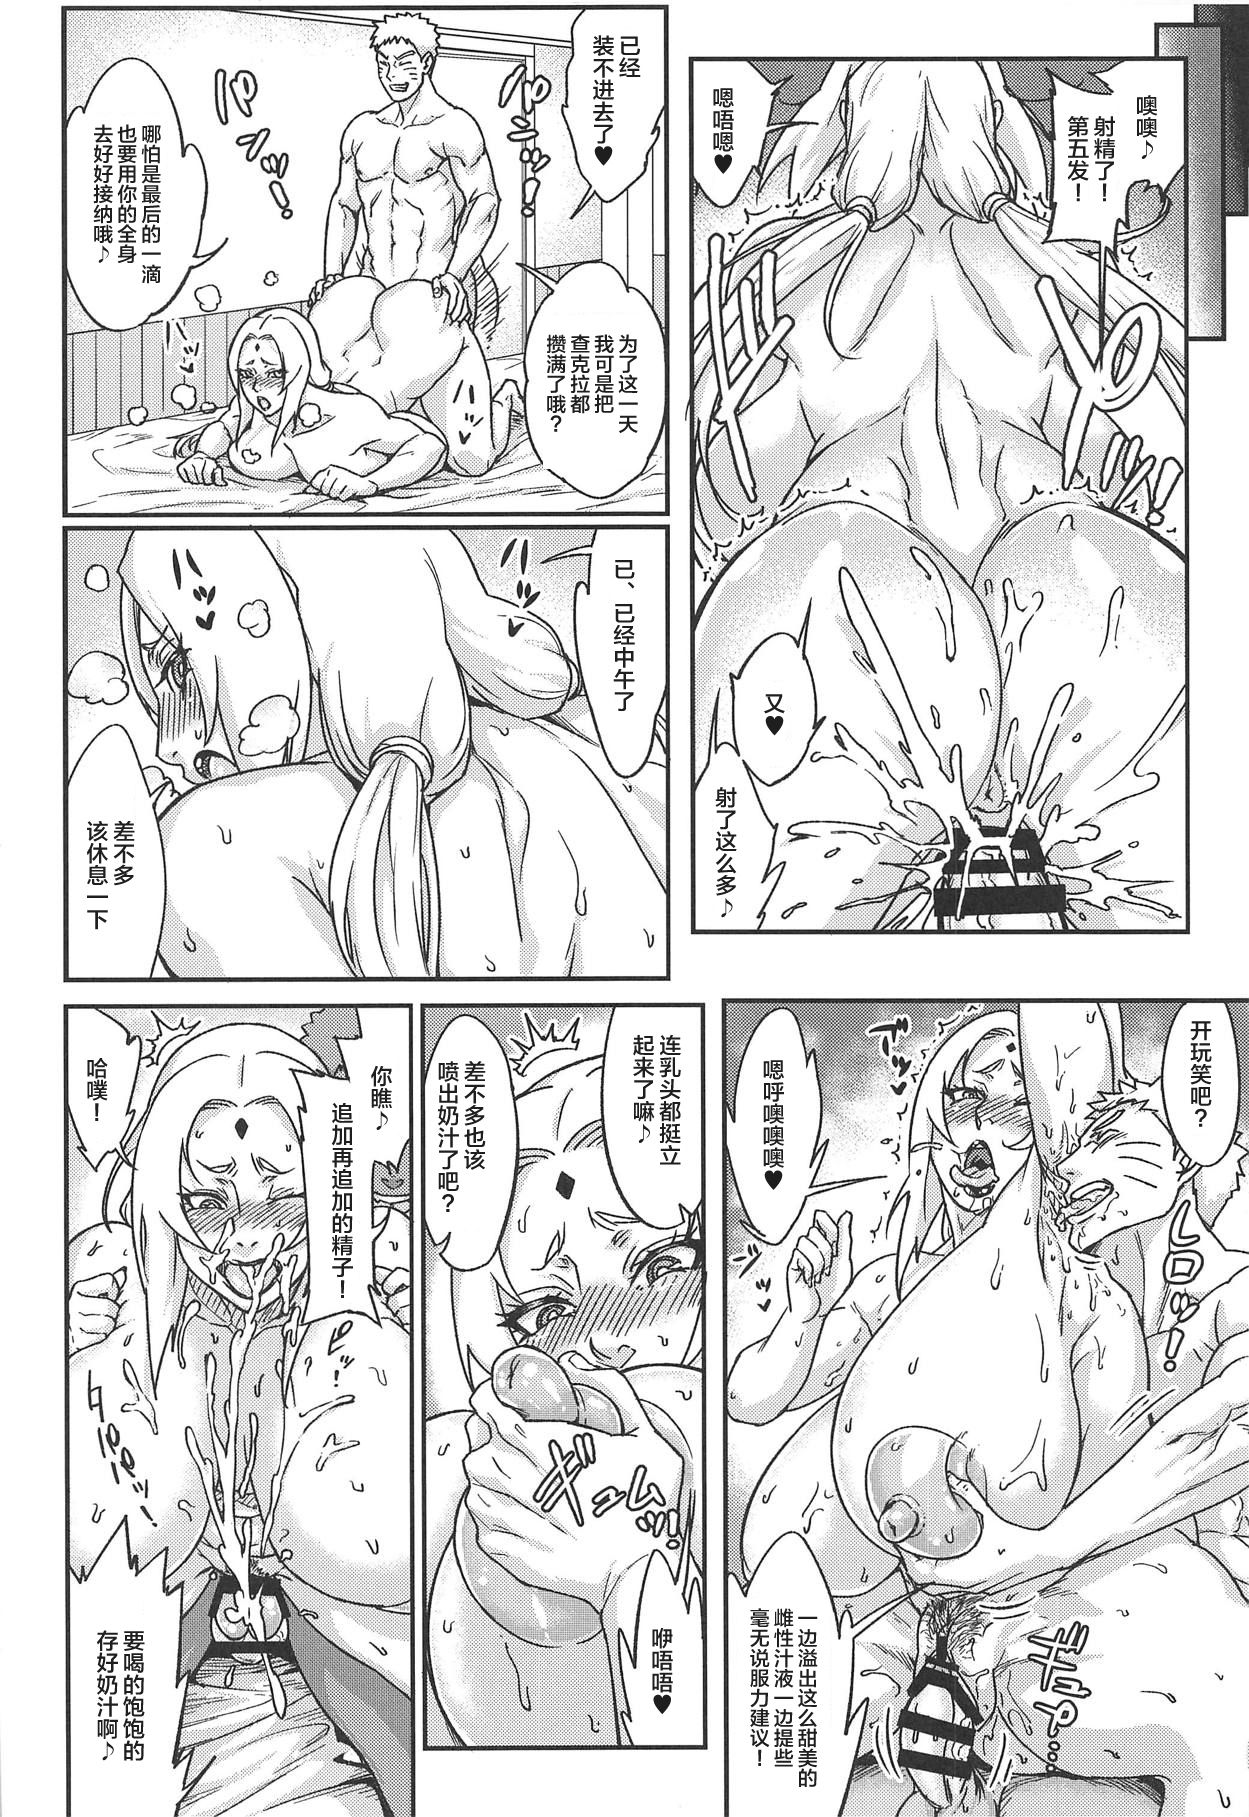 噢噢♪
射精了！
第五发！
嗯唔嗯♥
又♥
射了这么多♪
已经
装不进去了♥
哪怕是最后的一滴
也要用你的全身
去好好接纳哦♪
为了这一天
我可是把
查克拉都
攒满了哦？
已、已经中午了
差不多
该休息一下
开玩笑吧？
嗯呼噢噢噢♥
レロッ！
一边溢出这么甜美的
雌性汁液一边提些
毫无说服力建议！
连乳头都挺立
起来了嘛♪
差不多也该
喷出奶汁了吧？
ギュムッ！
咿唔唔♥
你瞧♪
追加再追加的精子！
哈噗！
要喝的饱饱的
存好奶汁啊♪